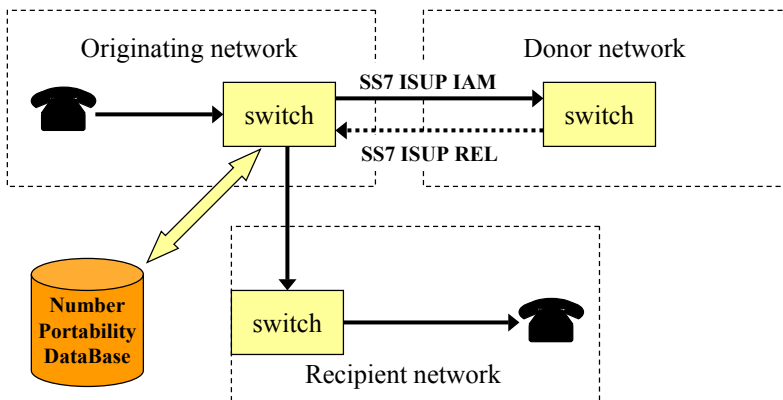 Originating network
Donor network
SS7 ISUP IAM
switch
switch
SS7 ISUP REL
Number
Portability
DataBase
switch
Recipient network